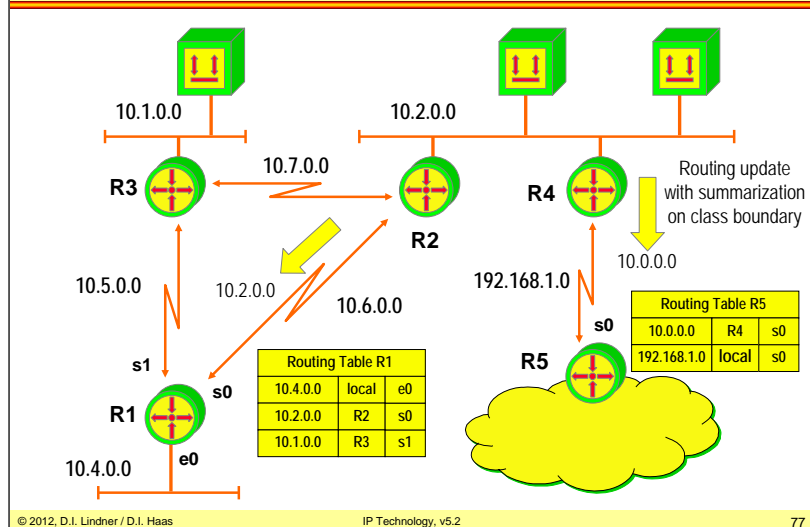 10.1.0.0
10.2.0.0
R3
10.7.0.0
R2
R4
Routing update
with summarization
on class boundary
10.0.0.0
10.5.0.0
10.2.0.0
10.6.0.0
192.168.1.0
s0
Routing Table R5
10.0.0.0 R4 s0
192.168.1.0 local s0
R5
s1
s0
R1
e0
Routing Table R1
10.4.0.0 local e0
10.2.0.0 R2 s0
10.1.0.0 R3 s1
10.4.0.0
© 2012, D.I. Lindner / D.I. Haas
IP Technology, v5.2
77